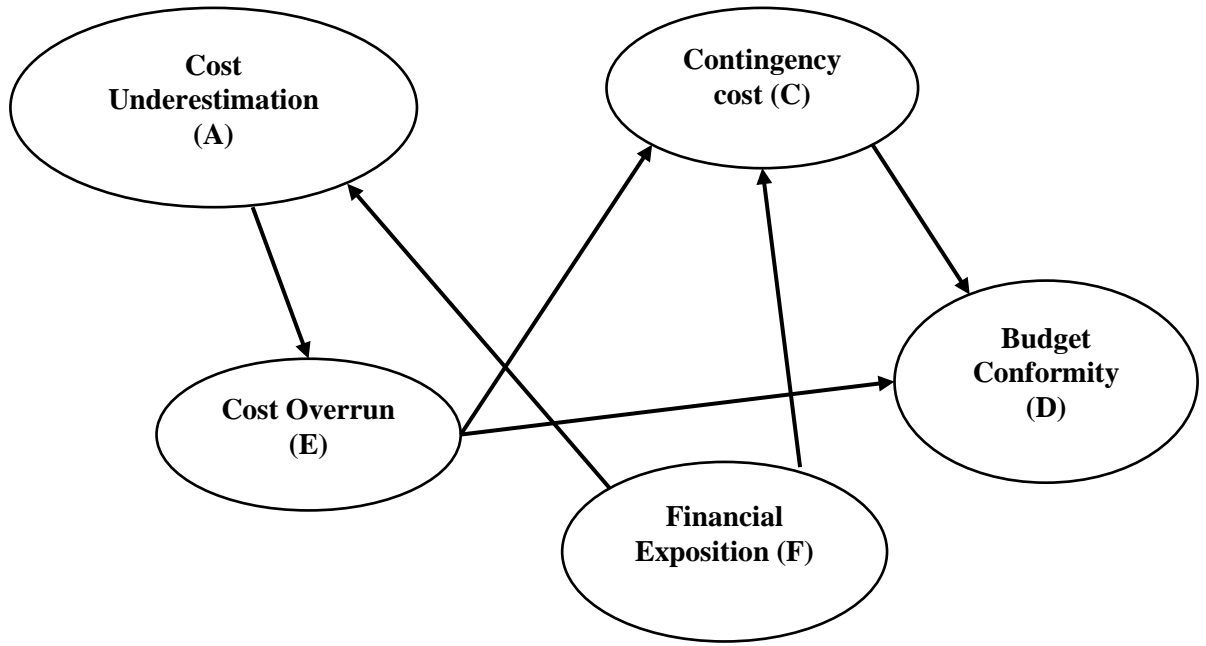 Cost
Underestimation
(A)
Contingency
cost (C)
Budget
Conformity
(D)
Cost Overrun
(E)
Financial
Exposition (F)